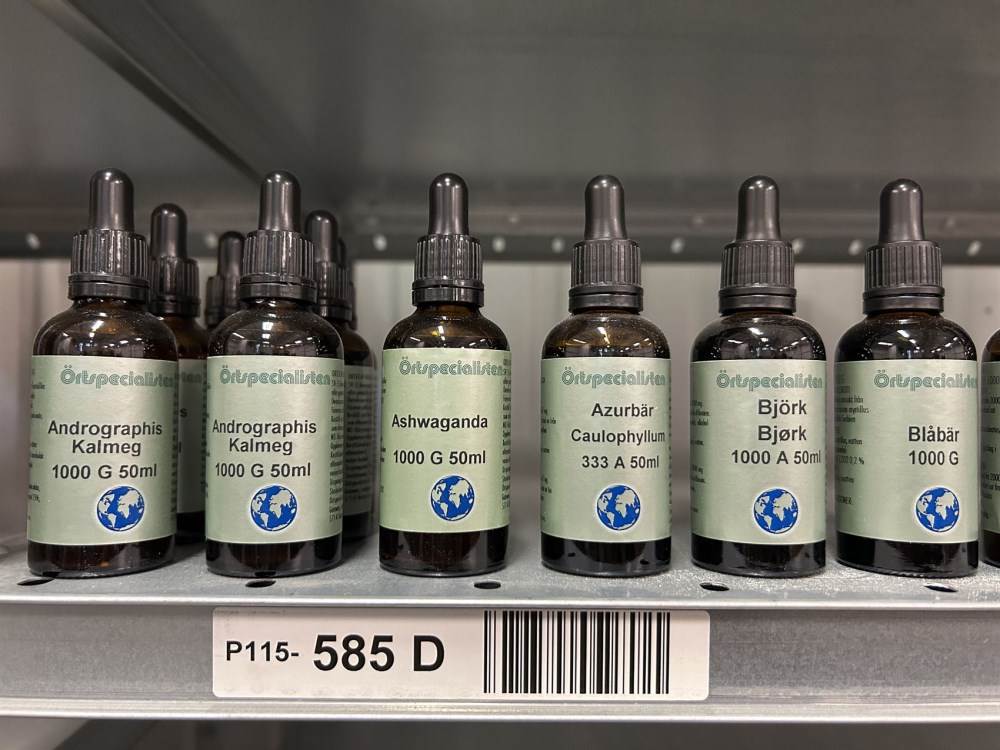 Örtspecialisten
Andrographis
Kalmeg
1000 G 50ml
Örtspecialisten
Andrographis
Kalmeg
1000 G 50ml
Örtspecialisten
Ashwaganda
1000 G 50ml
Örtspecialisten
Azurbär
Caulophyllum
333 A 50ml
Örtspecialisten
Björk
Bjørk
1000 A 50ml
Örtspecialisten
Blåbär
1000 G
P115- 585 D